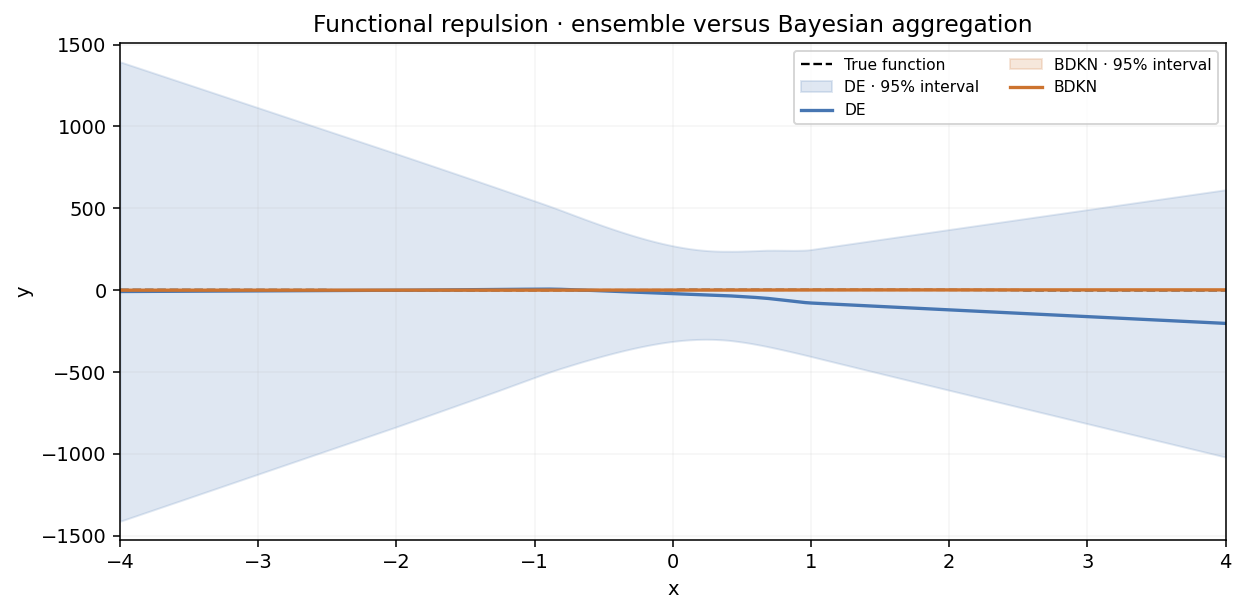 Functional repulsion · ensemble versus Bayesian aggregation
1500
1000
500
0
−500
−1000
−1500
y
True function
DE · 95% interval
DE
BDKN · 95% interval
BDKN
−4 −3 −2 −1 0 1 2 3 4
x